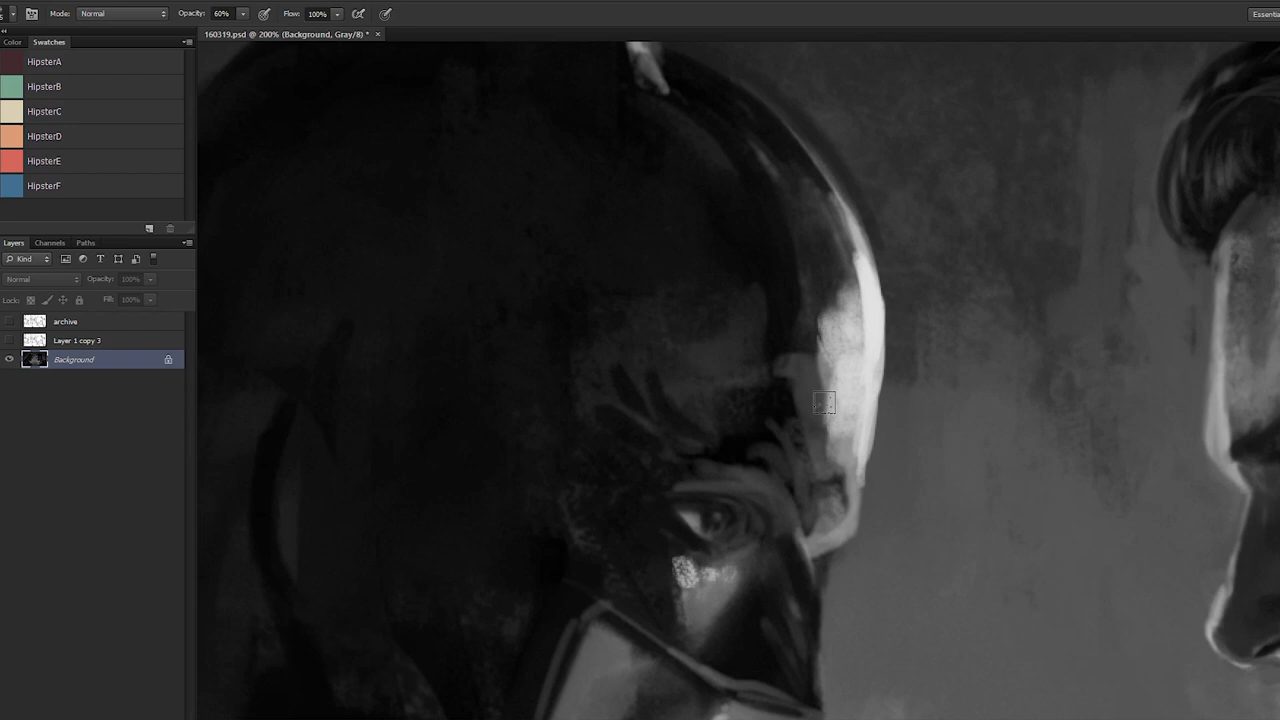 Mode: Normal Opacity: 60% Flow: 100% Essentia
160319.psd @ 200% (Background, Gray/8) * ×
Color Swatches
HipsterA
HipsterB
HipsterC
HipsterD
HipsterE
HipsterF
Layers Channels Paths
Kind
Normal Opacity: 100%
Lock: Fill: 100%
archive
Layer 1 copy 3
Background